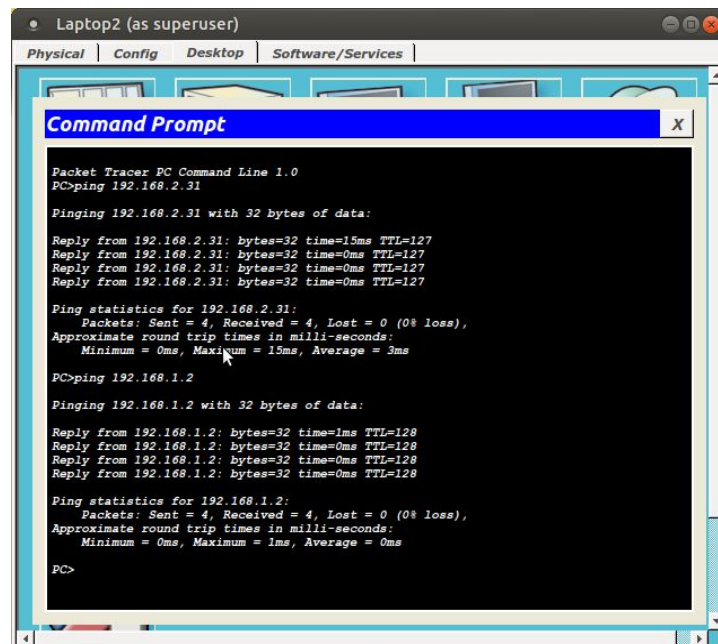 Laptop2 (as superuser)
Physical Config Desktop Software/Services
Command Prompt
X
Packet Tracer PC Command Line 1.0
PC>ping 192.168.2.31
Pinging 192.168.2.31 with 32 bytes of data:
Reply from 192.168.2.31: bytes=32 time=15ms TTL=127
Reply from 192.168.2.31: bytes=32 time=0ms TTL=127
Reply from 192.168.2.31: bytes=32 time=0ms TTL=127
Reply from 192.168.2.31: bytes=32 time=0ms TTL=127
Ping statistics for 192.168.2.31:
Packets: Sent = 4, Received = 4, Lost = 0 (0% loss),
Approximate round trip times in milli-seconds:
Minimum = 0ms, Maximum = 15ms, Average = 3ms
PC>ping 192.168.1.2
Pinging 192.168.1.2 with 32 bytes of data:
Reply from 192.168.1.2: bytes=32 time=1ms TTL=128
Reply from 192.168.1.2: bytes=32 time=0ms TTL=128
Reply from 192.168.1.2: bytes=32 time=0ms TTL=128
Reply from 192.168.1.2: bytes=32 time=0ms TTL=128
Ping statistics for 192.168.1.2:
Packets: Sent = 4, Received = 4, Lost = 0 (0% loss),
Approximate round trip times in milli-seconds:
Minimum = 0ms, Maximum = 1ms, Average = 0ms
PC>